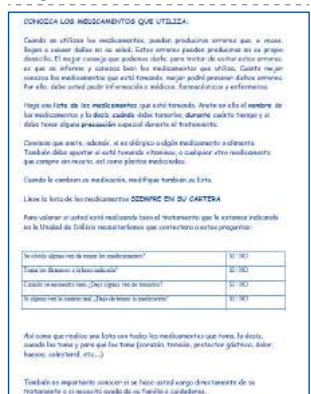 CONOZCA LOS MEDICAMENTOS QUE UTILIZA:
Cuando se utilizan los medicamentos, pueden producirse errores que, a veces,
llegan a causar daños en su salud. Estos errores pueden producirse en su propio
domicilio. El mejor consejo que podemos darle, para tratar de evitar estos errores,
es que se informe y conozca bien los medicamentos que utiliza. Cuanto mejor
conozca los medicamentos que está tomando, mejor podrá prevenir dichos errores.
Por ello, debe usted pedir información a médicos, farmacéuticos y enfermeros.
Haga una lista de los medicamentos que está tomando. Anote en ella el nombre de
los medicamentos y la dosis, cuándo debe tomarlos, durante cuánto tiempo y si
debe tener alguna precaución especial durante el tratamiento.
Conviene que anote, además, si es alérgico a algún medicamento o alimento.
También debe apuntar si está tomando vitaminas, o cualquier otro medicamento
que compre sin receta, así como plantas medicinales.
Cuando le cambien su medicación, modifique también su lista.
Lleve la lista de los medicamentos SIEMPRE EN SU CARTERA
Para valorar si usted está realizando bien el tratamiento que le estamos indicando
en la Unidad de Diálisis necesitaríamos que contestara a estas preguntas:
Se olvida alguna vez de tomar los medicamentos? SI / NO
Toma los fármacos a la hora indicada? SI / NO
Cuando se encuentra bien ¿Deja alguna vez de tomarlos? SI / NO
Si alguna vez le sientan mal ¿Deja de tomar la medicación? SI / NO
Así como que realice una lista con todos los medicamentos que toma, la dosis,
cuando los toma y para qué los toma (corazón, tensión, protector gástrico, dolor,
huesos, colesterol, etc...)
También es importante conocer si se hace usted cargo directamente de su
tratamiento o si necesita ayuda de su familia o cuidadores.